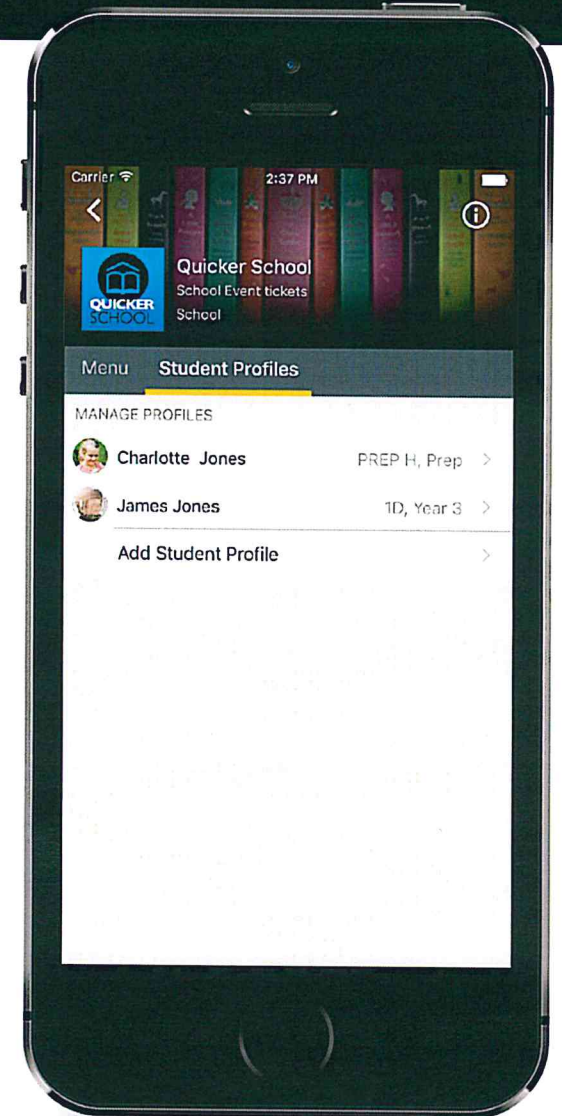 Carrier 2:37 PM
Quicker School
School Event tickets
School
QUICKER
SCHOOL
Menu Student Profiles
MANAGE PROFILES
Charlotte Jones PREP H, Prep >
James Jones 1D, Year 3 >
Add Student Profile >